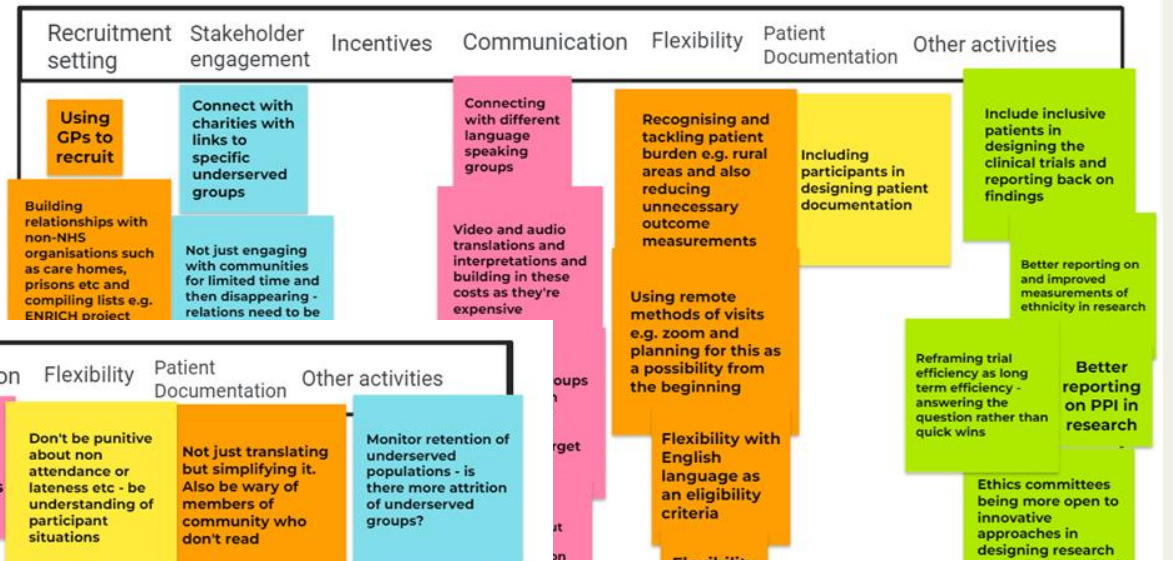 Recruitment
setting
Stakeholder
engagement
Incentives
Communication
Flexibility
Patient
Documentation
Other activities
Using
GPs to
recruit
Building
relationships with
non-NHS
organisations such
as care homes,
prisons etc and
compiling lists e.g.
ENRICH project
Connect with
charities with
links to
specific
underserved
groups
Not just engaging
with communities
for limited time and
then disappearing -
relations need to be
Connecting
with different
language
speaking
groups
Video and audio
translations and
interpretations and
building in these
costs as they're
expensive
Recognising and
tackling patient
burden e.g. rural
areas and also
reducing
unnecessary
outcome
measurements
Using remote
methods of visits
e.g. zoom and
planning for this as
a possibility from
the beginning
Flexibility with
English
language as
an eligibility
criteria
Including
participants in
designing patient
documentation
Include inclusive
patients in
designing the
clinical trials and
reporting back on
findings
Better reporting on
and improved
measurements of
ethnicity in research
Reframing trial
efficiency as long
term efficiency -
answering the
question rather than
quick wins
Better
reporting
on PPI in
research
Ethics committees
being more open to
innovative
approaches in
designing research
on
Flexibility
Patient
Documentation
Other activities
Don't be punitive
about non
attendance or
lateness etc - be
understanding of
participant
situations
Not just translating
but simplifying it.
Also be wary of
members of
community who
don't read
Monitor retention of
underserved
populations - is
there more attrition
of underserved
groups?